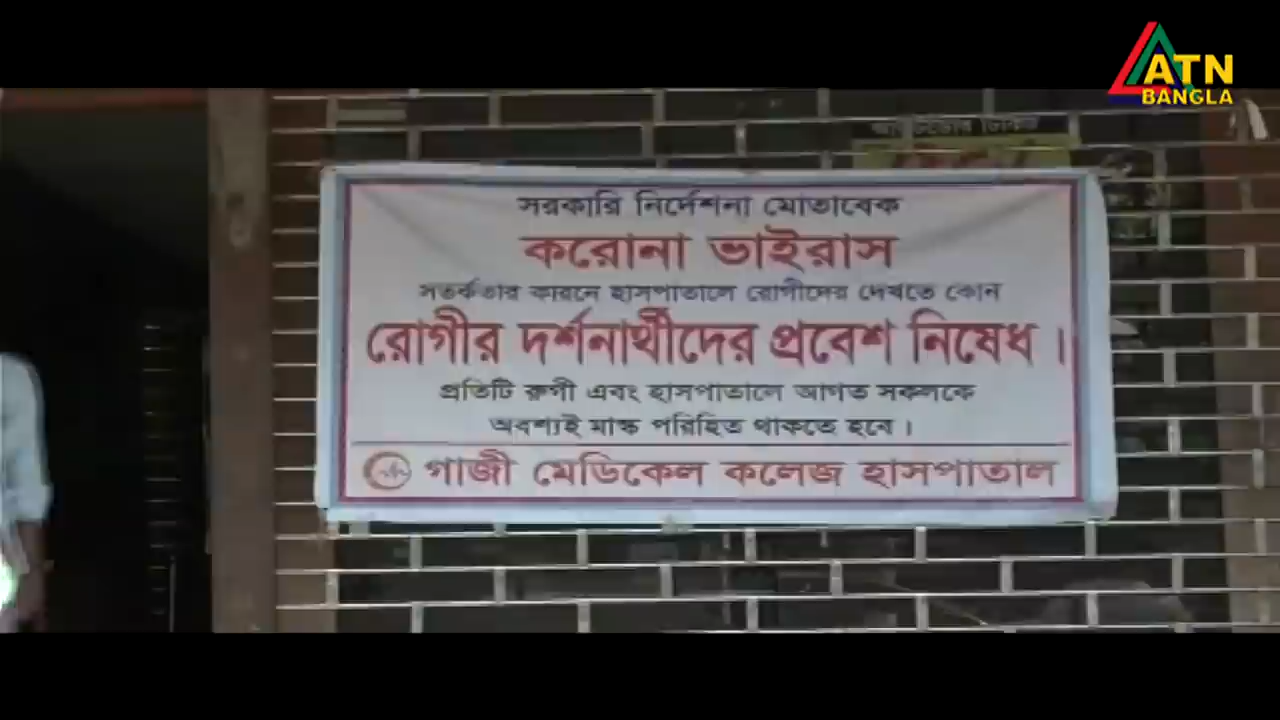 ATN
BANGLA
সরকারি নির্দেশনা মোতাবেক
করোনা ভাইরাস
সতর্কতার কারনে হাসপাতালে রোগীদের দেখতে কোন
রোগীর দর্শনার্থীদের প্রবেশ নিষেধ।
প্রতিটি রুগী এবং হাসপাতালে আগত সকলকে
অবশ্যই মাস্ক পরিহিত থাকতে হবে।
গাজী মেডিকেল কলেজ হাসপাতাল